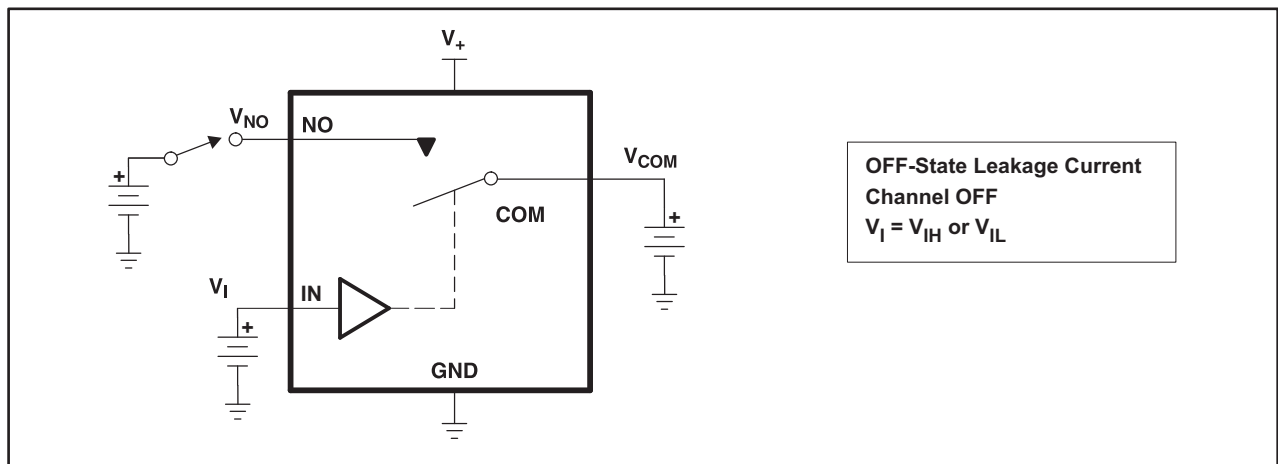 V+
VNO
NO
+
VCOM
COM
+
VI
IN
+
GND
OFF-State Leakage Current
Channel OFF
VI = VIH or VIL